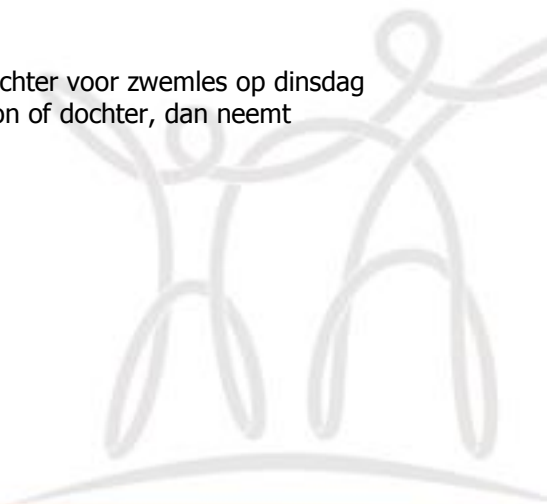 chter voor zwemles op dinsdag
on of dochter, dan neemt